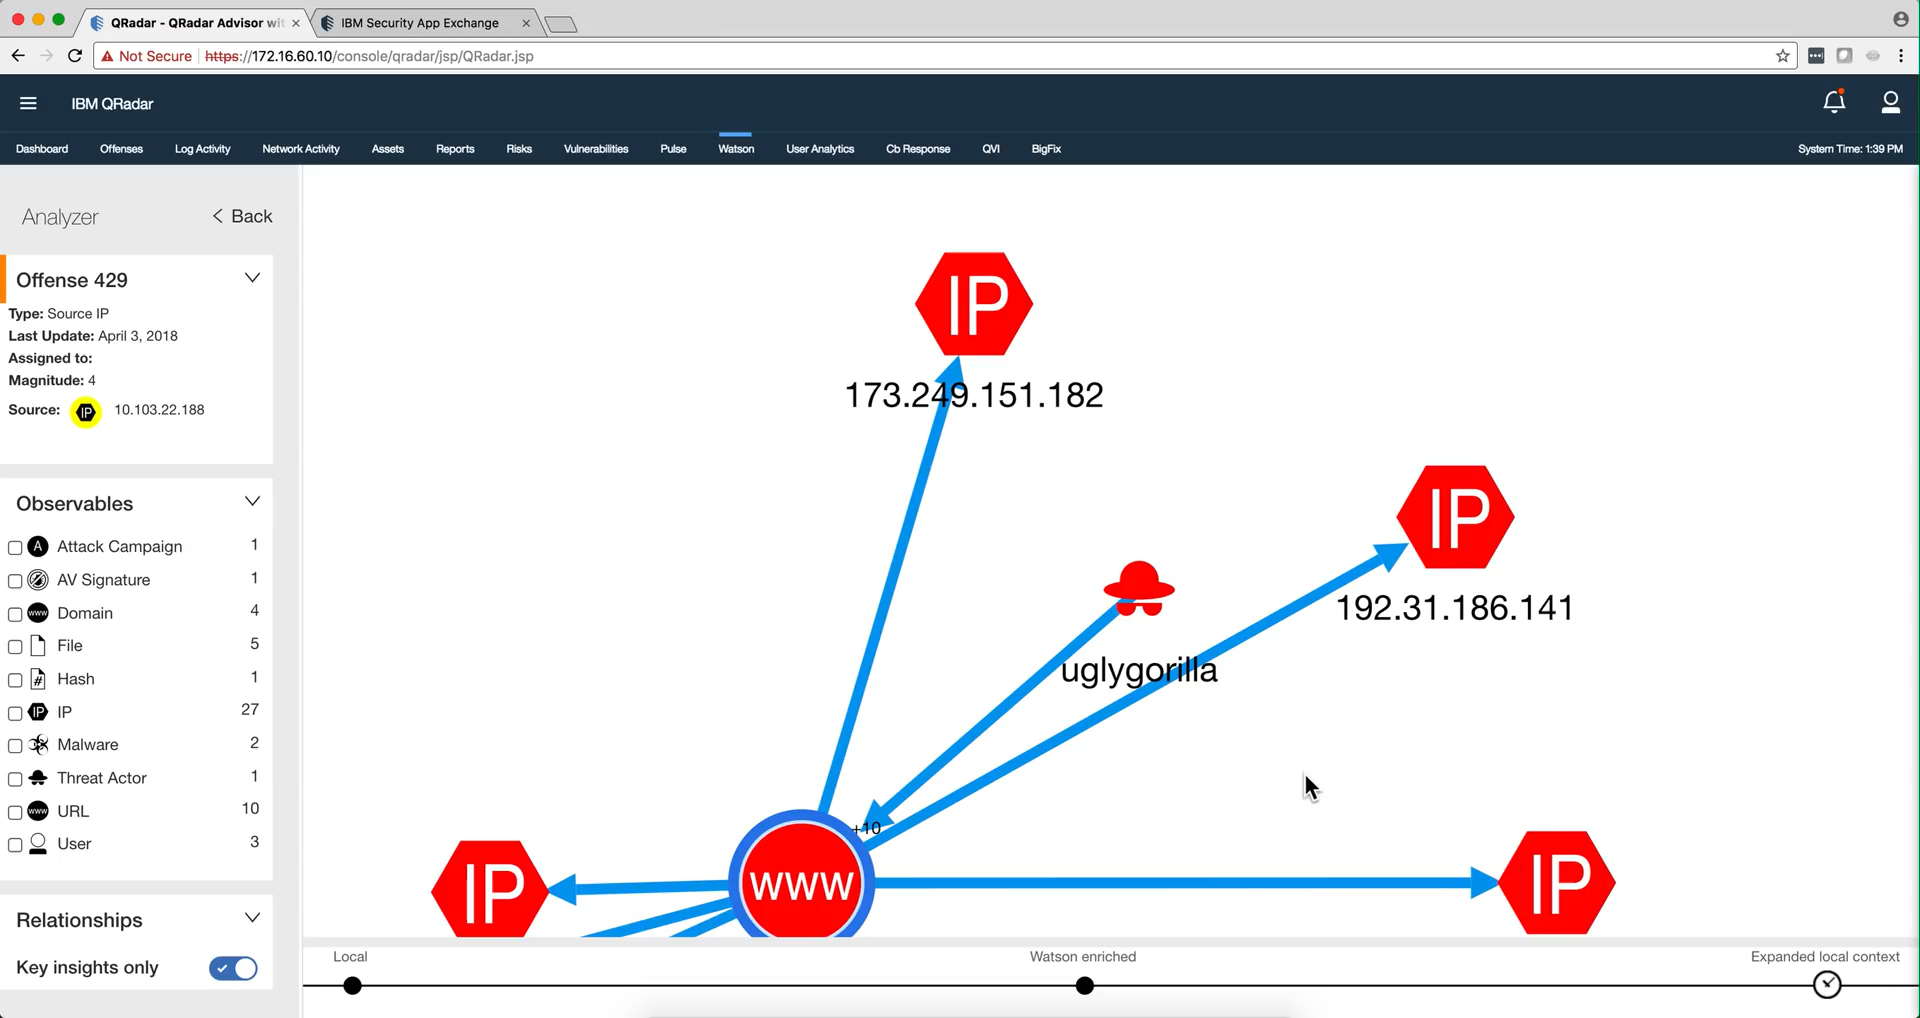 QRadar - QRadar Advisor wit
IBM Security App Exchange
Not Secure https://172.16.60.10/console/qradar/jsp/QRadar.jsp
IBM QRadar
Dashboard Offenses Log Activity Network Activity Assets Reports Risks Vulnerabilities Pulse Watson User Analytics Cb Response QVI BigFix System Time: 1:39 PM
Analyzer Back
Offense 429
Type: Source IP
Last Update: April 3, 2018
Assigned to:
Magnitude: 4
Source: IP 10.103.22.188
Observables
A Attack Campaign 1
AV Signature 1
www Domain 4
File 5
# Hash 1
IP IP 27
Malware 2
Threat Actor 1
www URL 10
User 3
Relationships
Key insights only
IP
173.249.151.182
IP
192.31.186.141
uglygorilla
+10
IP
www
IP
Local
Watson enriched
Expanded local context